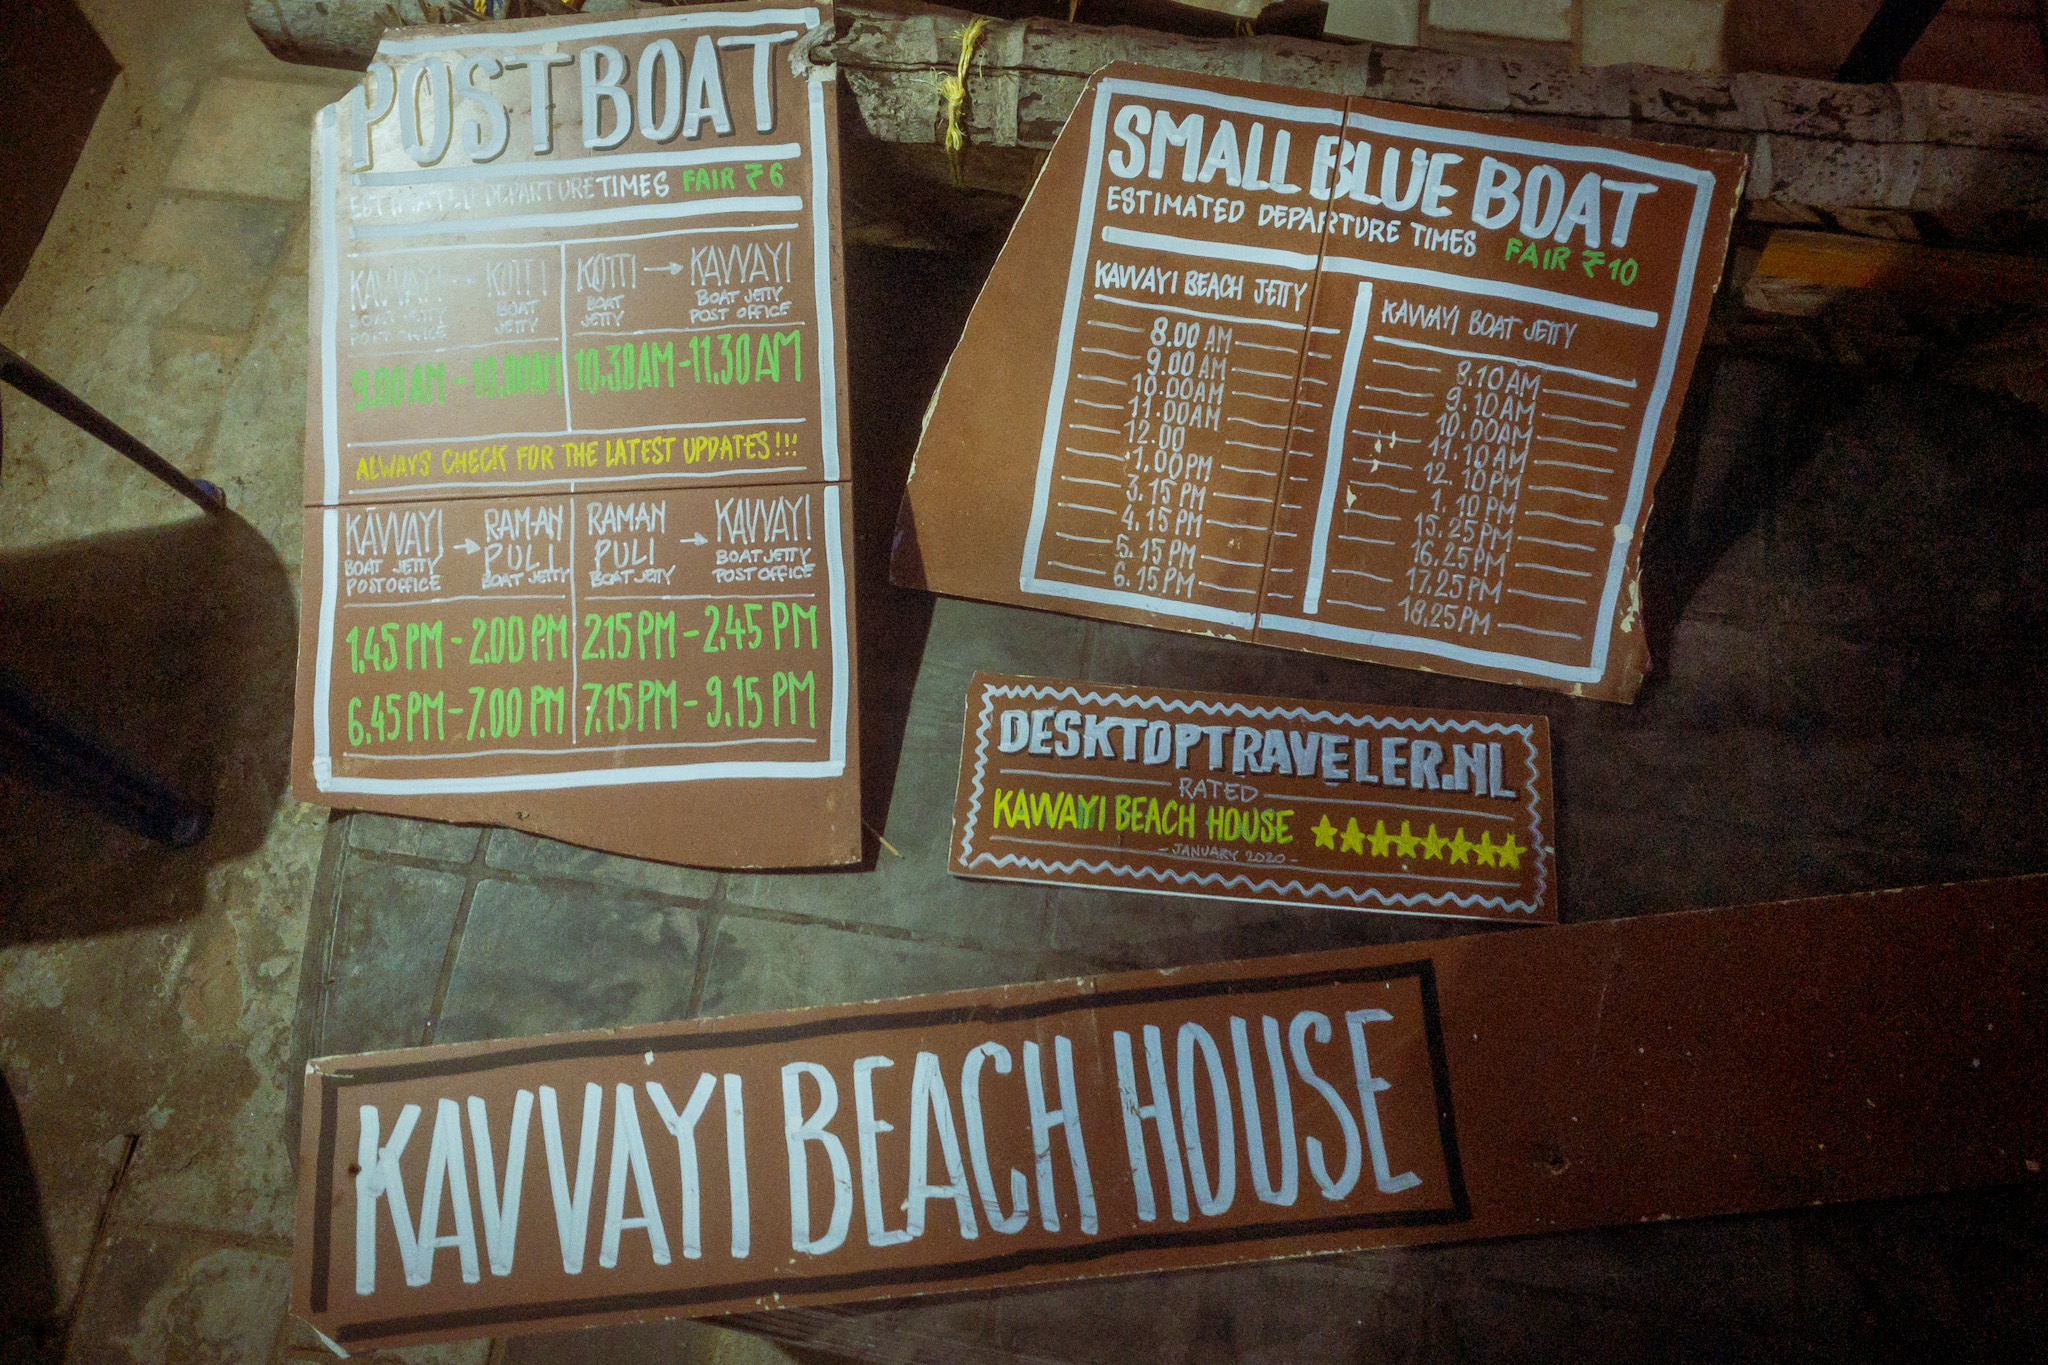 POSTBOAT
ESTIMATED DEPARTURE TIMES FAIR ₹6
KAVVAYI → KOTTI
BOAT JETTY
POST OFFICE
BOAT
JETTY
KOTTI → KAVVAYI
BOAT
JETTY
BOAT JETTY
POST OFFICE
9.00 AM - 10.00 AM 10.30 AM - 11.30 AM
ALWAYS CHECK FOR THE LATEST UPDATES!!!
KAVVAYI → RAMAN
PULI
BOAT JETTY
POST OFFICE
BOAT JETTY
RAMAN
PULI → KAVVAYI
BOAT JETTY
BOAT JETTY
POST OFFICE
1.45 PM - 2.00 PM 2.15 PM - 2.45 PM
6.45 PM - 7.00 PM 7.15 PM - 9.15 PM
SMALL BLUE BOAT
ESTIMATED DEPARTURE TIMES FAIR ₹10
KAVVAYI BEACH JETTY
8.00 AM
9.00 AM
10.00 AM
11.00 AM
12.00
1.00 PM
3.15 PM
4.15 PM
5.15 PM
6.15 PM
KAVVAYI BOAT JETTY
8.10 AM
9.10 AM
10.00 AM
11.10 AM
12.10 PM
1.10 PM
15.25 PM
16.25 PM
17.25 PM
18.25 PM
DESKTOPTRAVELER.NL
RATED
KAVVAYI BEACH HOUSE ★★★★★★★★
- JANUARY 2020 -
KAVVAYI BEACH HOUSE